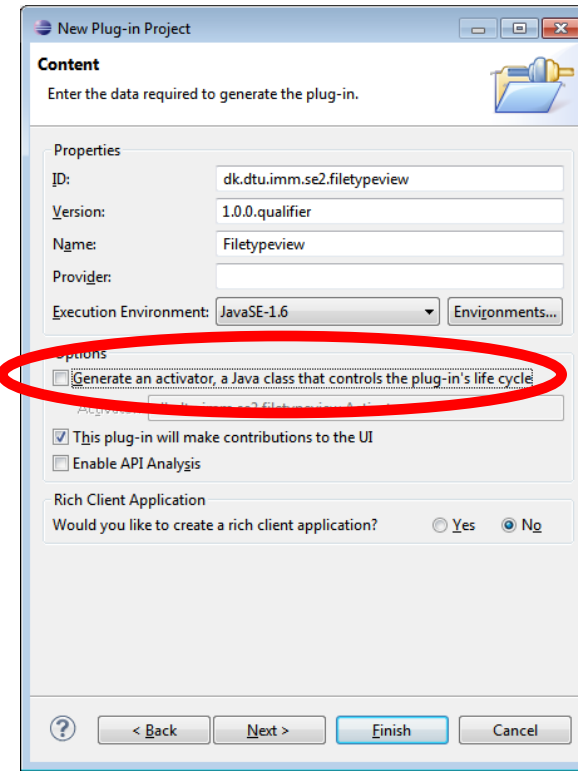 New Plug-in Project
Content
Enter the data required to generate the plug-in.
Properties
ID: dk.dtu.imm.se2.filetypeview
Version: 1.0.0.qualifier
Name: Filetypeview
Provider:
Execution Environment: JavaSE-1.6 Environments...
Options
Generate an activator, a Java class that controls the plug-in's life cycle
This plug-in will make contributions to the UI
Enable API Analysis
Rich Client Application
Would you like to create a rich client application? Yes No
? < Back Next > Finish Cancel